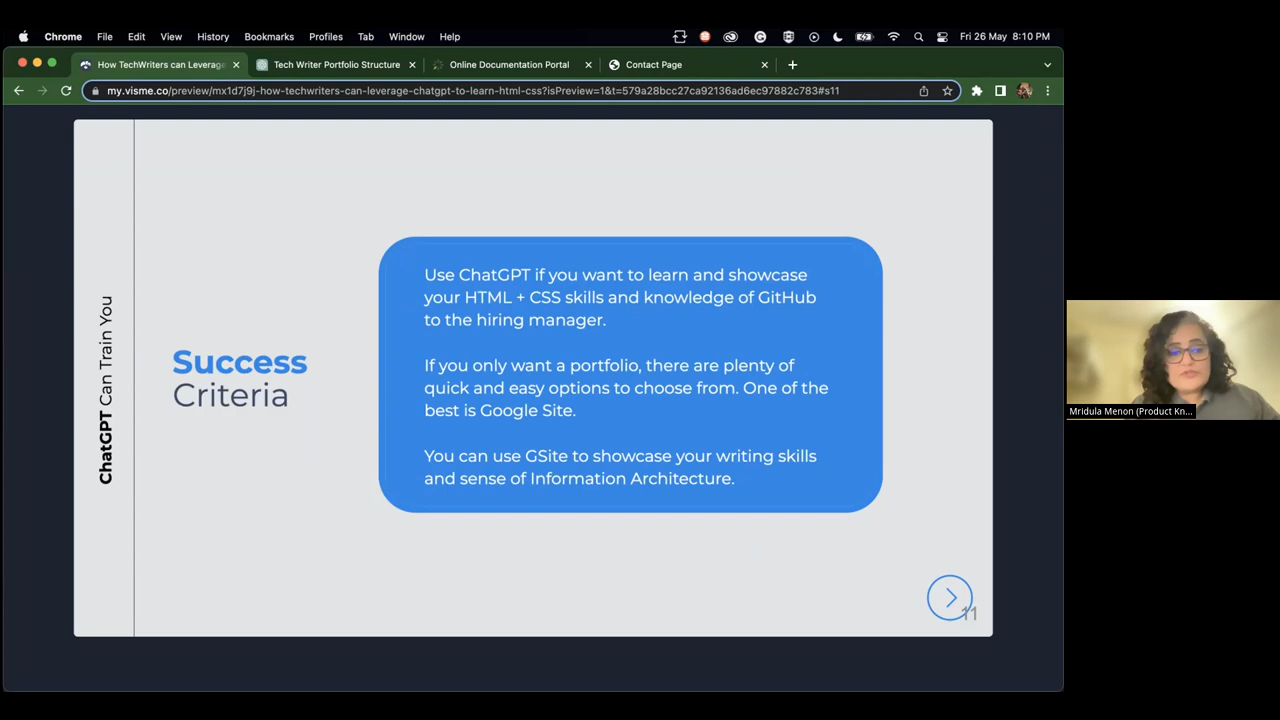 Chrome File Edit View History Bookmarks Profiles Tab Window Help Fri 26 May 8:10 PM
How TechWriters can Leverage Tech Writer Portfolio Structure Online Documentation Portal Contact Page
my.visme.co/preview/mx1d7j9j-how-techwriters-can-leverage-chatgpt-to-learn-html-css?isPreview=1&t=579a28bcc27ca92136ad6ec97882c783#s11
ChatGPT Can Train You
Success
Criteria
Use ChatGPT if you want to learn and showcase
your HTML + CSS skills and knowledge of GitHub
to the hiring manager.
If you only want a portfolio, there are plenty of
quick and easy options to choose from. One of the
best is Google Site.
You can use GSite to showcase your writing skills
and sense of Information Architecture.
11
Mridula Menon (Product Kn...